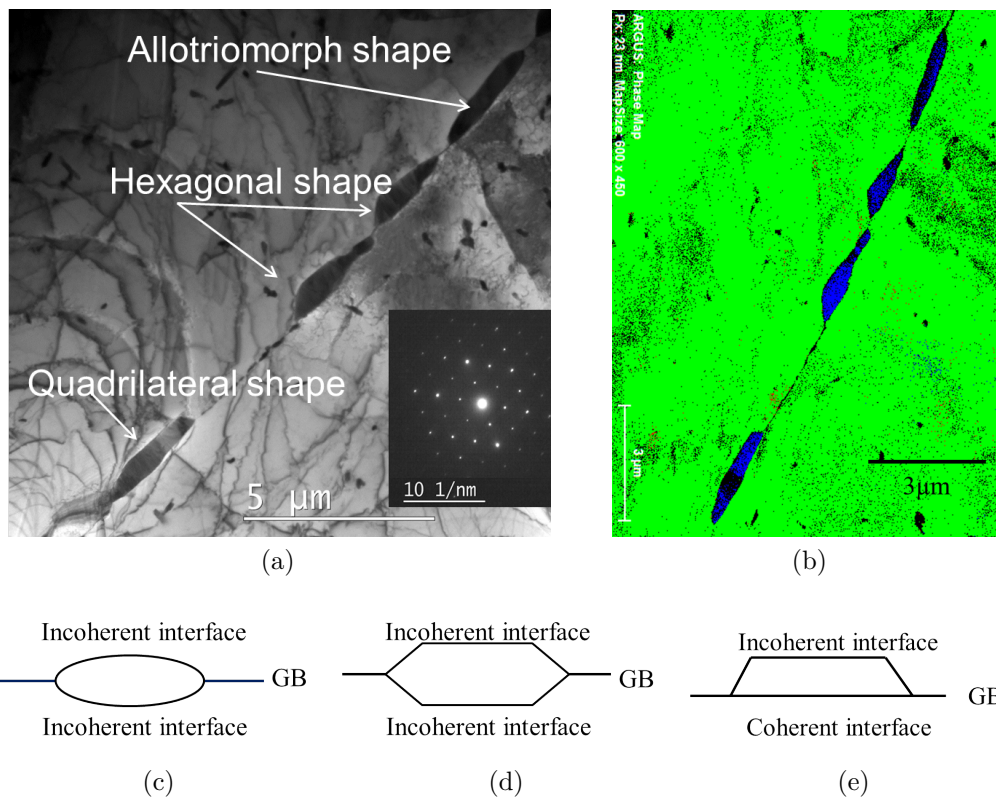 Allotriomorph shape
Hexagonal shape
Quadrilateral shape
5 µm
10 1/nm
(a)
ARGUS, Phase Map
Px: 23 nm MapSize: 600 x 450
3 µm
3µm
(b)
Incoherent interface
GB
Incoherent interface
(c)
Incoherent interface
GB
Incoherent interface
(d)
Incoherent interface
GB
Coherent interface
(e)